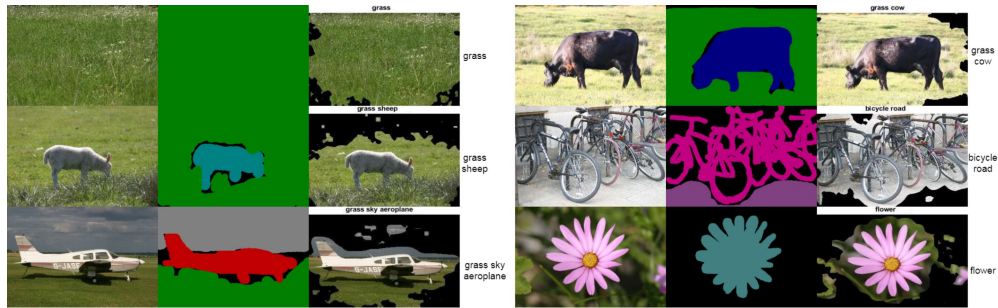 grass
grass
grass sheep
grass
sheep
grass sky aeroplane
G-JASP
grass sky
aeroplane
grass cow
grass
cow
bicycle road
bicycle
road
flower
flower